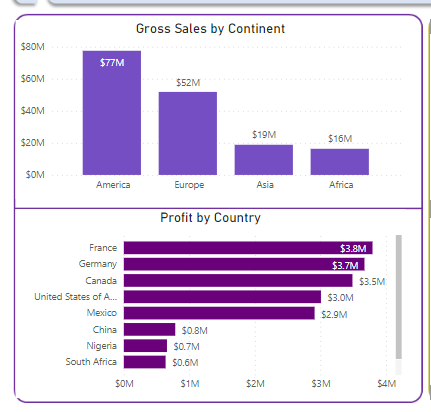 Gross Sales by Continent
$80M
$60M
$40M
$20M
$0M
$77M
$52M
$19M
$16M
America Europe Asia Africa
Profit by Country
France $3.8M
Germany $3.7M
Canada $3.5M
United States of A... $3.0M
Mexico $2.9M
China $0.8M
Nigeria $0.7M
South Africa $0.6M
$0M $1M $2M $3M $4M